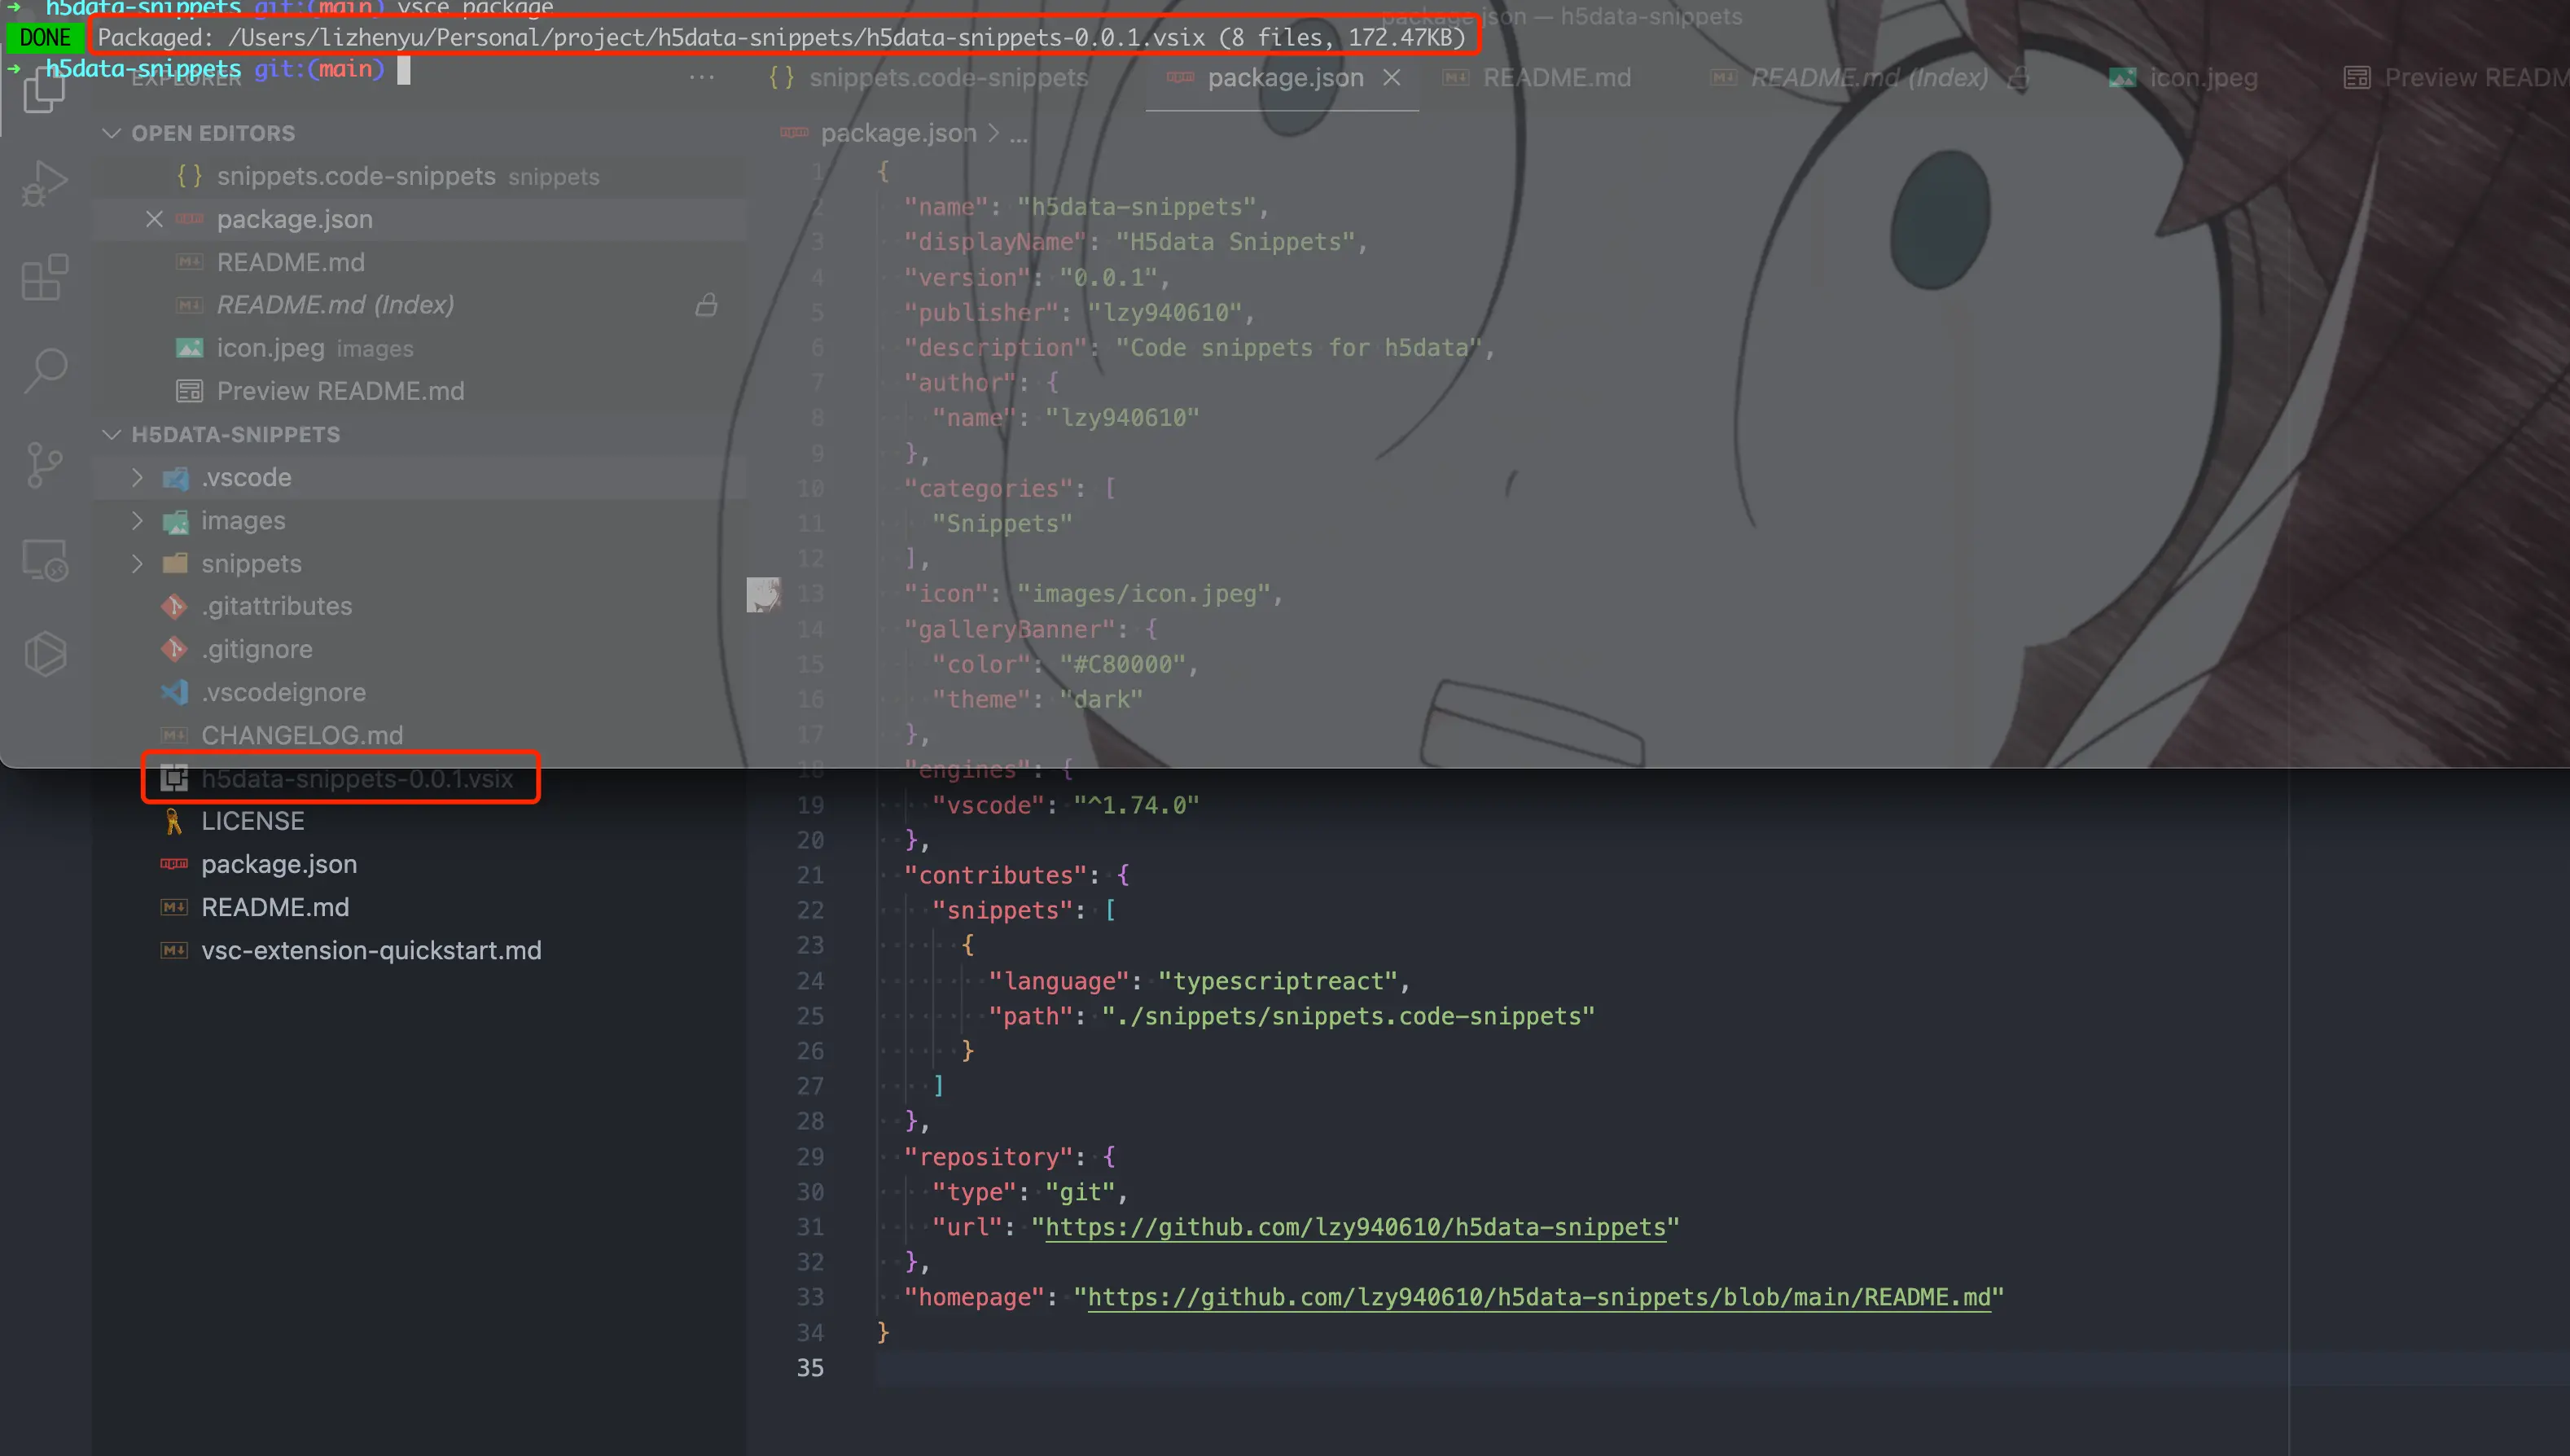 ➜ h5data-snippets git:(main) vsce package
DONE Packaged: /Users/lizhenyu/Personal/project/h5data-snippets/h5data-snippets-0.0.1.vsix (8 files, 172.47KB)
➜ h5data-snippets git:(main)
package.json — h5data-snippets
EXPLORER ...
snippets.code-snippets
package.json
README.md
README.md (Index)
icon.jpeg
Preview READM
OPEN EDITORS
snippets.code-snippets snippets
package.json
README.md
README.md (Index)
icon.jpeg images
Preview README.md
H5DATA-SNIPPETS
.vscode
images
snippets
.gitattributes
.gitignore
.vscodeignore
CHANGELOG.md
h5data-snippets-0.0.1.vsix
LICENSE
package.json
README.md
vsc-extension-quickstart.md
package.json > ...
1 {
2 "name": "h5data-snippets",
3 "displayName": "H5data Snippets",
4 "version": "0.0.1",
5 "publisher": "lzy940610",
6 "description": "Code snippets for h5data",
7 "author": {
8 "name": "lzy940610"
9 },
10 "categories": [
11 "Snippets"
12 ],
13 "icon": "images/icon.jpeg",
14 "galleryBanner": {
15 "color": "#C80000",
16 "theme": "dark"
17 },
18 "engines": {
19 "vscode": "^1.74.0"
20 },
21 "contributes": {
22 "snippets": [
23 {
24 "language": "typescriptreact",
25 "path": "./snippets/snippets.code-snippets"
26 }
27 ]
28 },
29 "repository": {
30 "type": "git",
31 "url": "https://github.com/lzy940610/h5data-snippets"
32 },
33 "homepage": "https://github.com/lzy940610/h5data-snippets/blob/main/README.md"
34 }
35